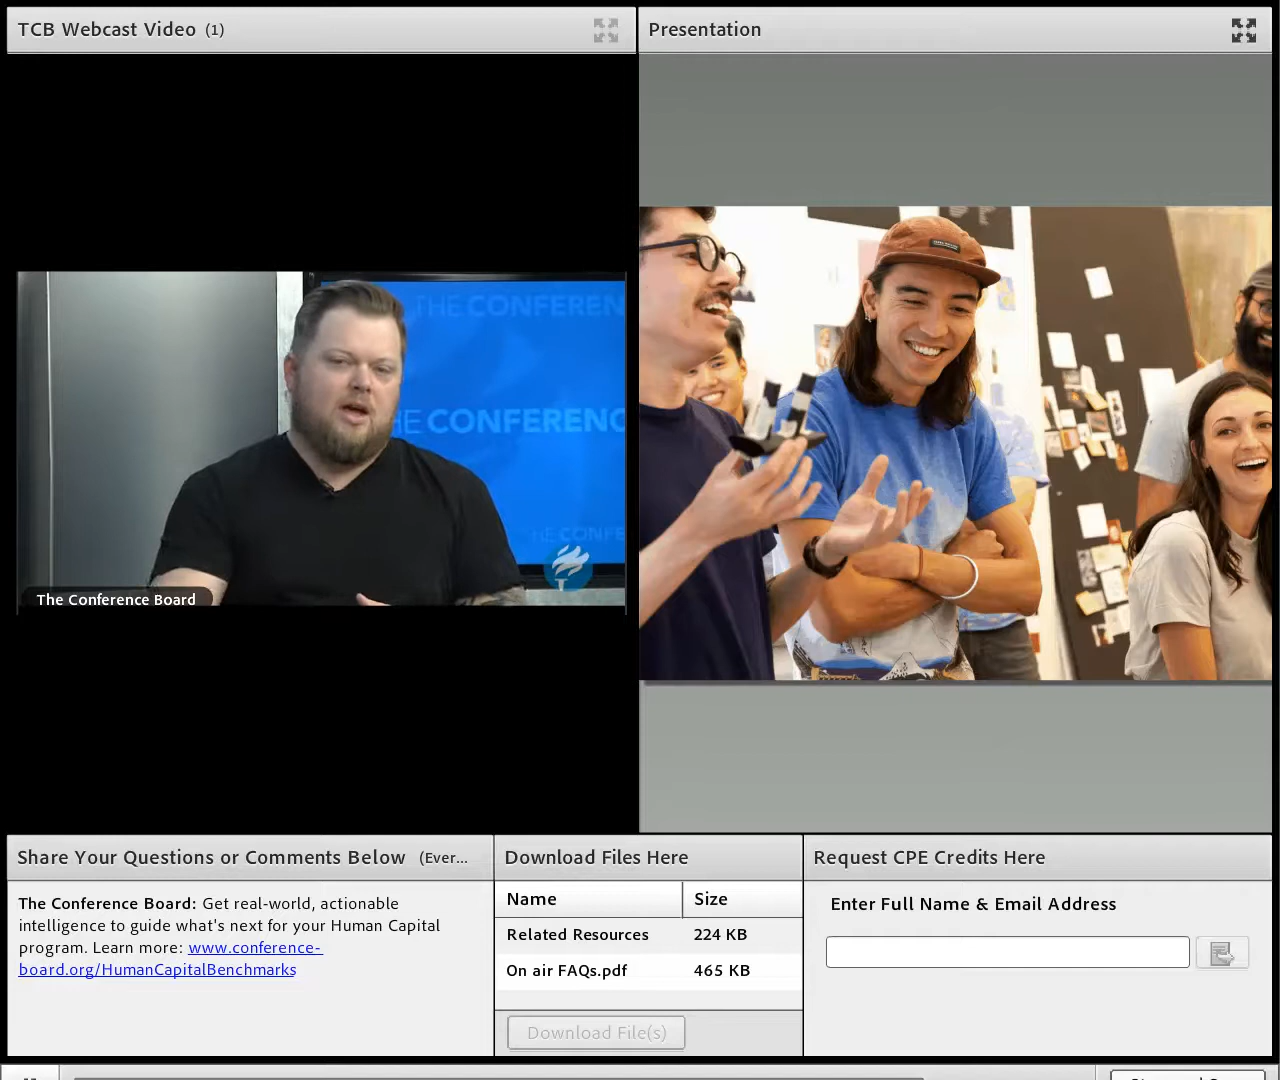 TCB Webcast Video (1)
Presentation
THE CONFEREN
HE CONFERENC
HE CONFE
The Conference Board
Share Your Questions or Comments Below (Ever...
The Conference Board: Get real-world, actionable
intelligence to guide what's next for your Human Capital
program. Learn more: www.conference-
board.org/HumanCapitalBenchmarks
Download Files Here
Name Size
Related Resources 224 KB
On air FAQs.pdf 465 KB
Download File(s)
Request CPE Credits Here
Enter Full Name & Email Address